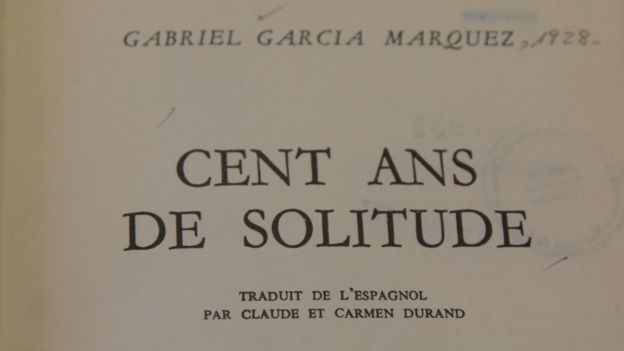 GABRIEL GARCIA MARQUEZ, 1928-
CENT ANS
DE SOLITUDE
TRADUIT DE L'ESPAGNOL
PAR CLAUDE ET CARMEN DURAND